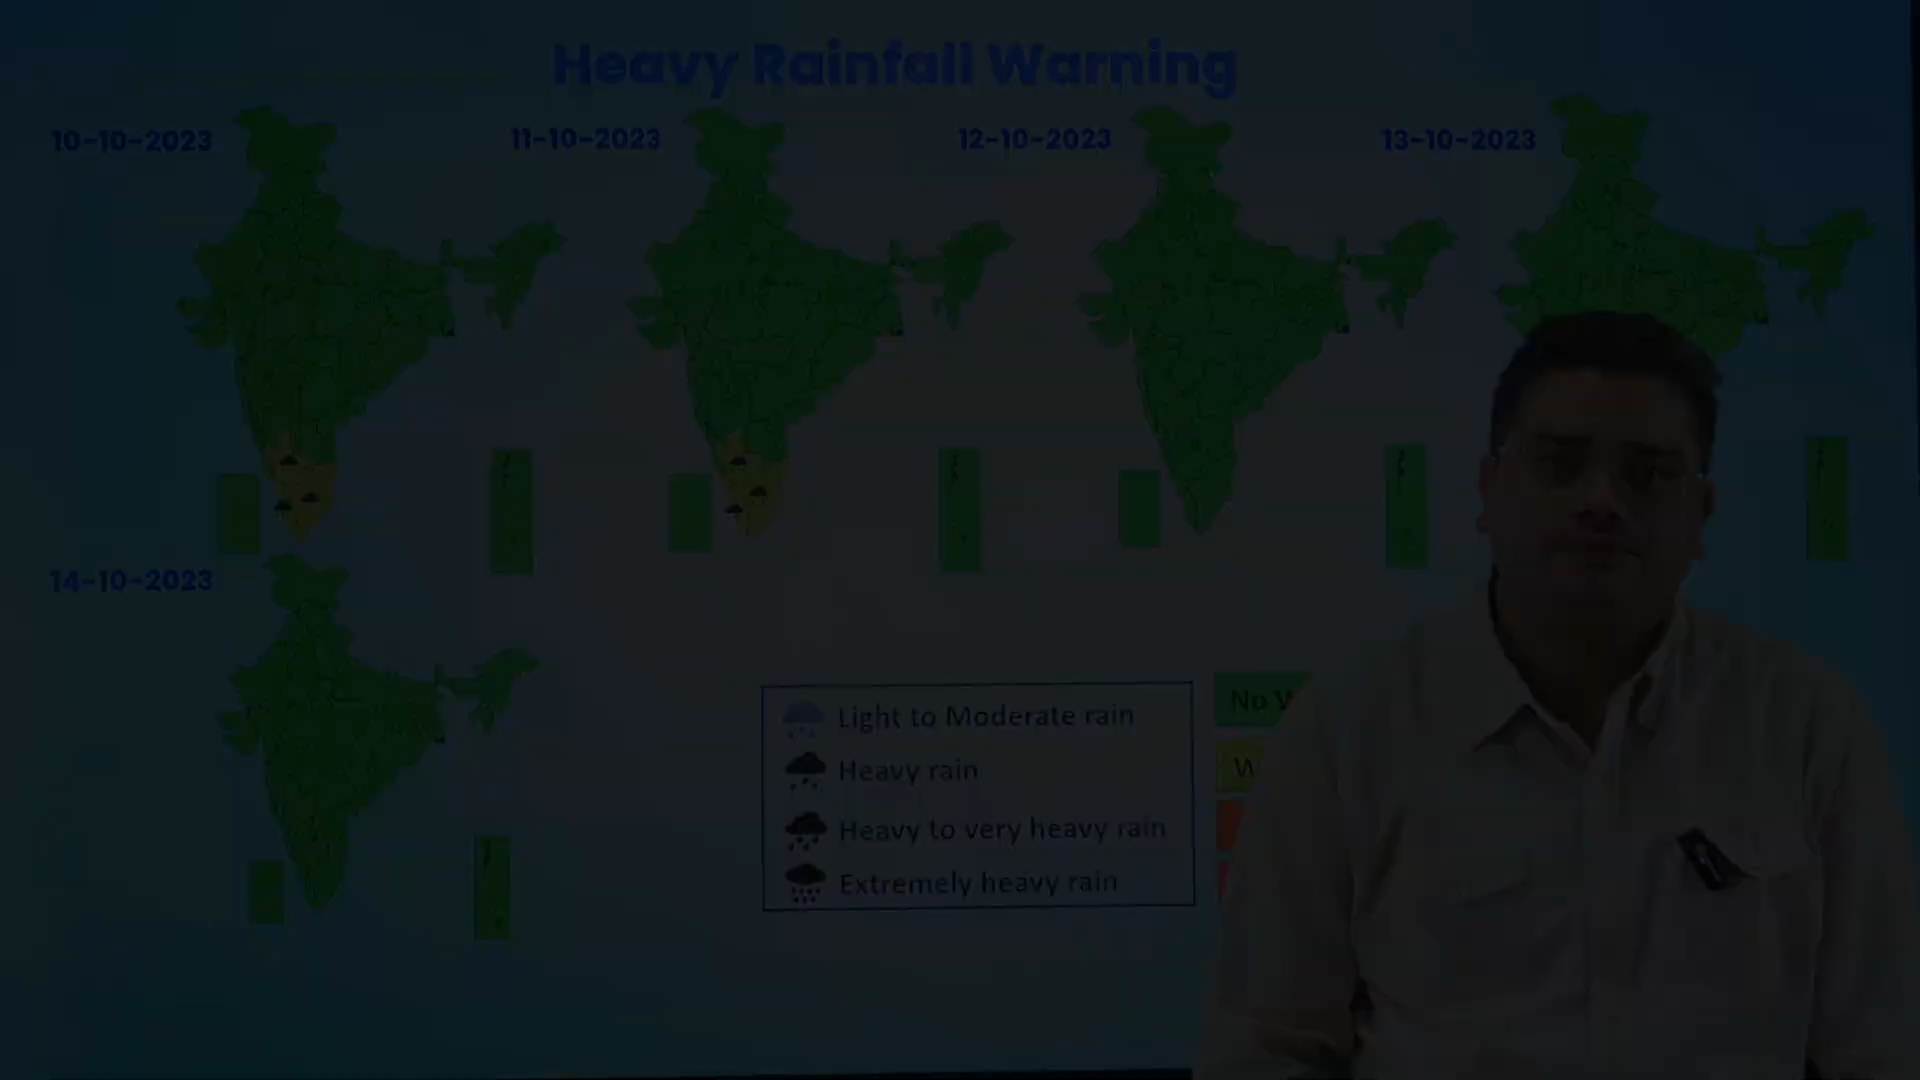 Heavy Rainfall Warning
10-10-2023
11-10-2023
12-10-2023
13-10-2023
14-10-2023
Light to Moderate rain
Heavy rain
Heavy to very heavy rain
Extremely heavy rain
No